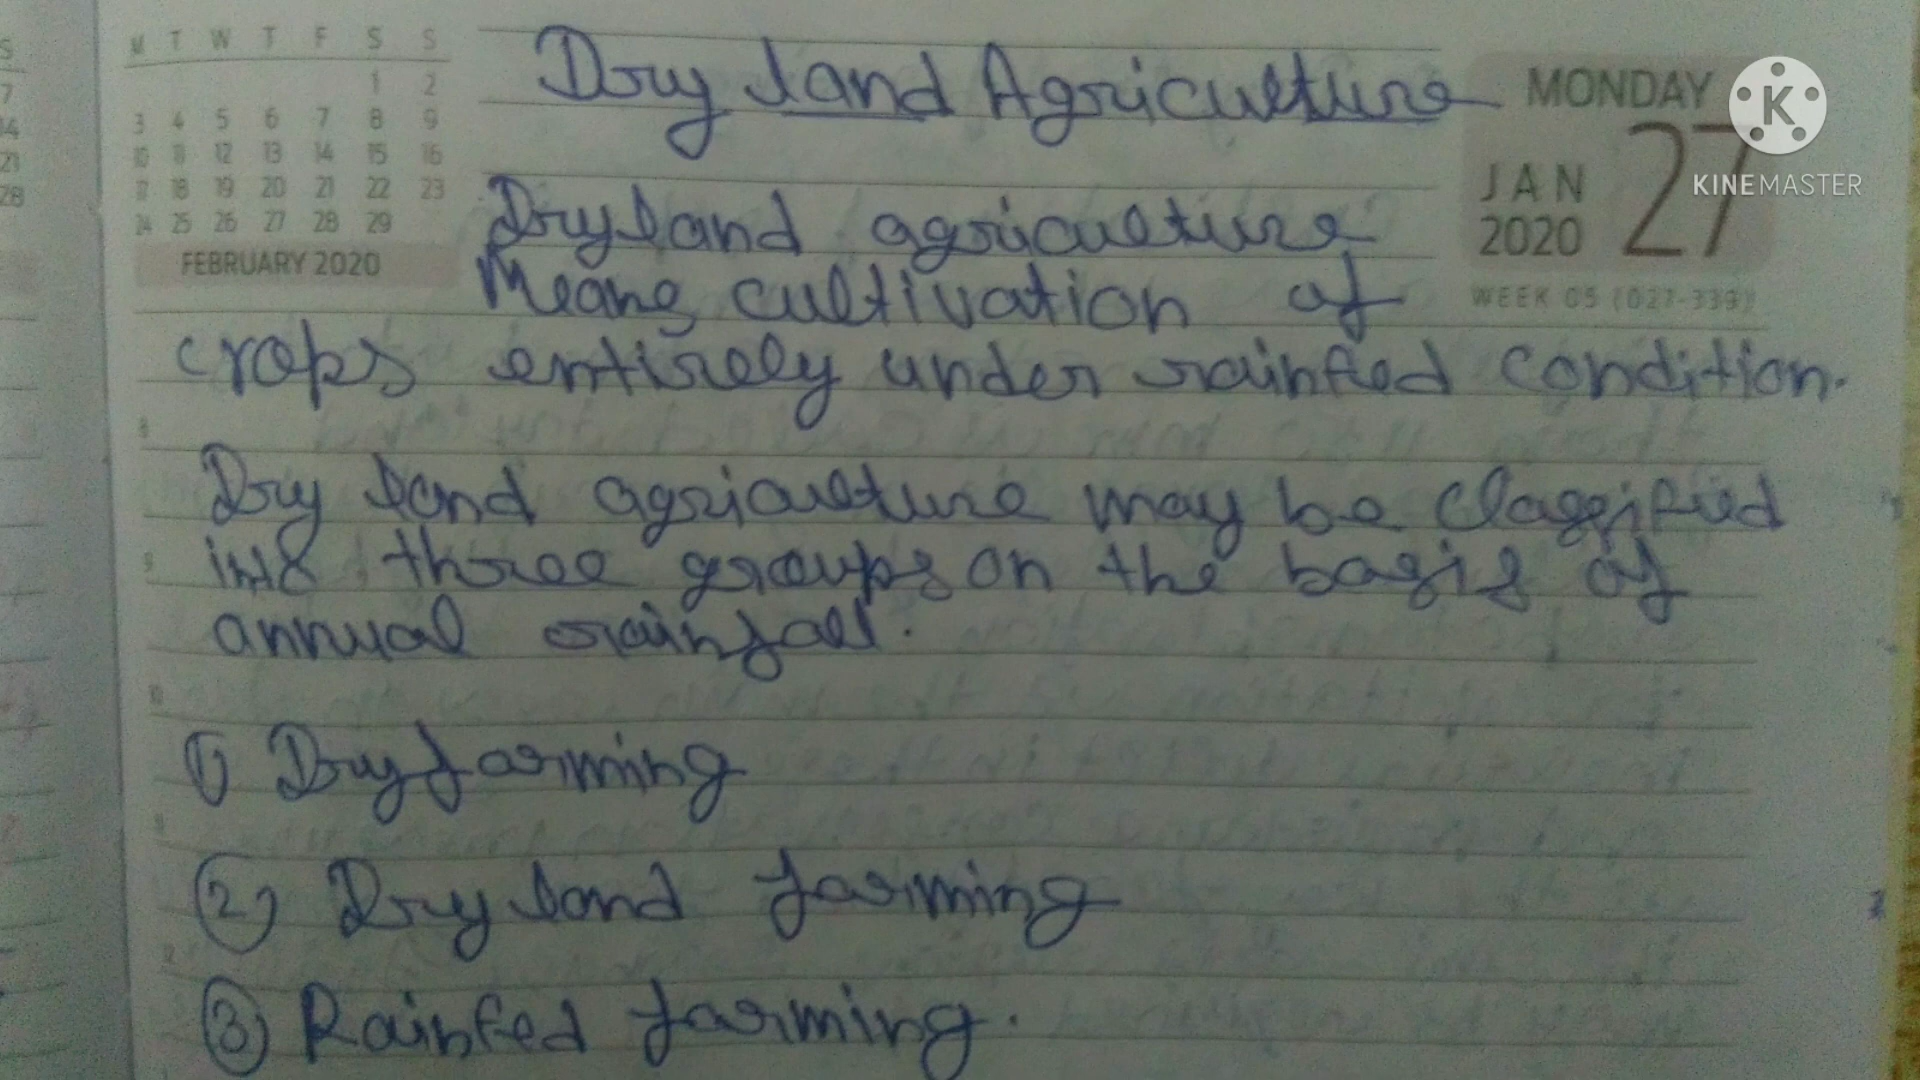 M T W T F S S
1 2
3 4 5 6 7 8 9
10 11 12 13 14 15 16
17 18 19 20 21 22 23
24 25 26 27 28 29
FEBRUARY 2020
MONDAY
JAN 27
2020
WEEK 05 (027-339)
KINEMASTER
Dry land Agriculture
Dry land agriculture
Means cultivation of
crops entirely under rainfed condition.
Dry land agriculture may be classified
into three groups on the basis of
annual rainfall.
1) Dry farming
2) Dry land farming
3) Rainfed farming.